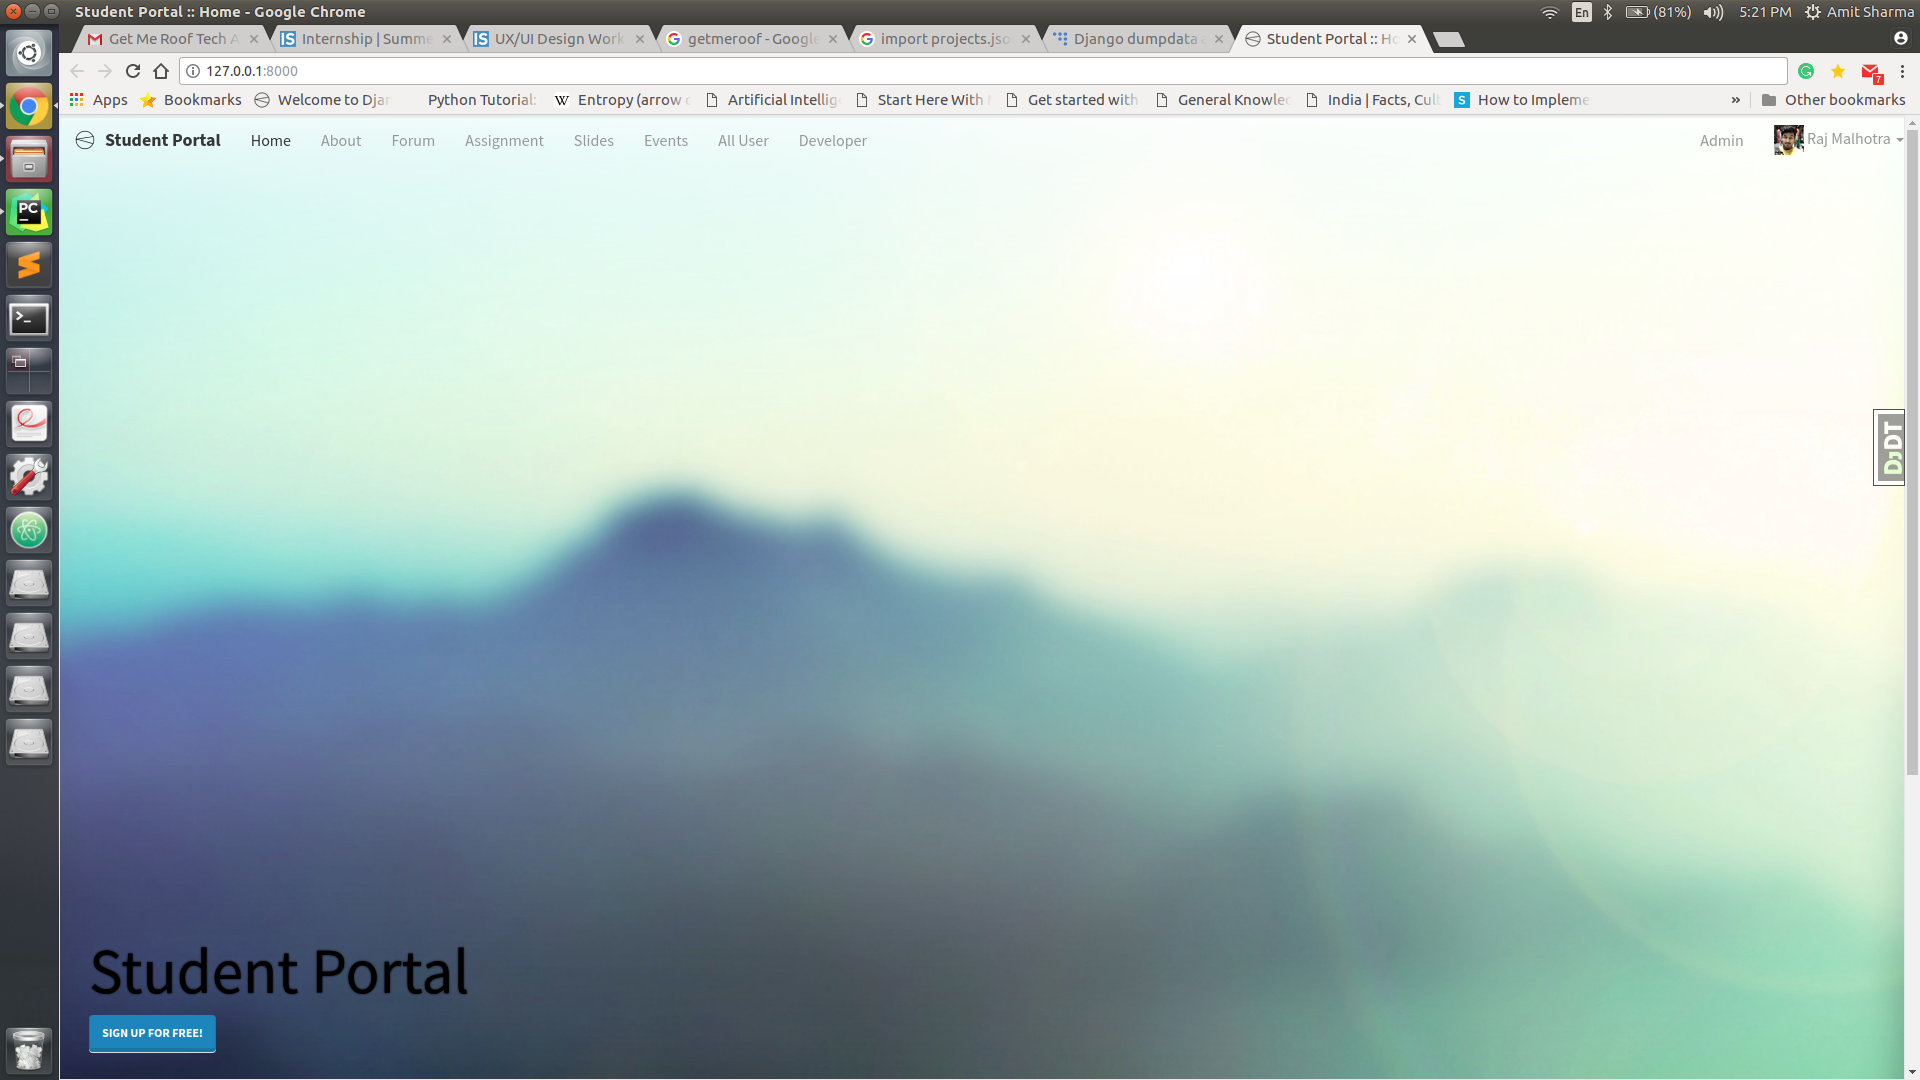 Student Portal :: Home - Google Chrome
En (81%) 5:21 PM Amit Sharma
Get Me Roof Tech Internship | Summe UX/UI Design Work getmeroof - Google import projects.jso Django dumpdata Student Portal :: Ho
127.0.0.1:8000
7
Apps Bookmarks Welcome to Djan Python Tutorial: Entropy (arrow Artificial Intellig Start Here With Get started with General Knowled India | Facts, Cul How to Impleme » Other bookmarks
Student Portal Home About Forum Assignment Slides Events All User Developer Admin Raj Malhotra
PC
DJDT
Student Portal
SIGN UP FOR FREE!